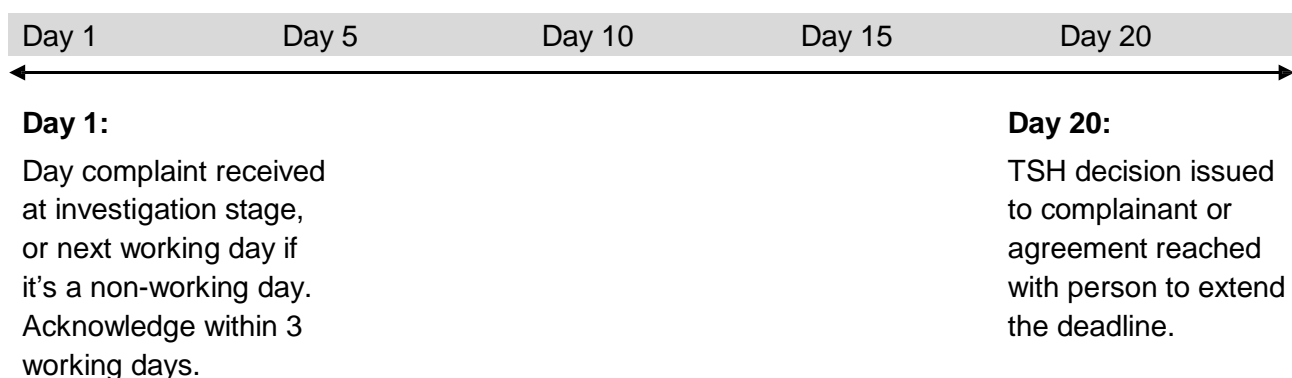 Day 1 Day 5 Day 10 Day 15 Day 20
Day 1:
Day complaint received
at investigation stage,
or next working day if
it’s a non-working day.
Acknowledge within 3
working days.
Day 20:
TSH decision issued
to complainant or
agreement reached
with person to extend
the deadline.